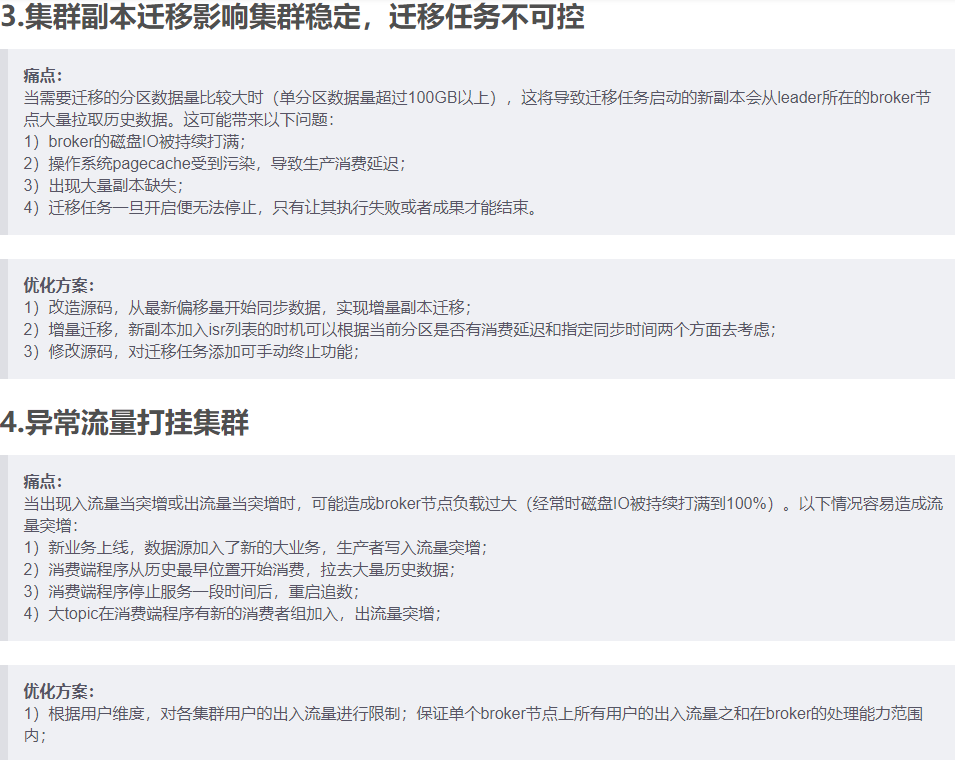 3.集群副本迁移影响集群稳定，迁移任务不可控
痛点：
当需要迁移的分区数据量比较大时（单分区数据量超过100GB以上），这将导致迁移任务启动的新副本会从leader所在的broker节
点大量拉取历史数据。这可能带来以下问题：
1）broker的磁盘IO被持续打满；
2）操作系统pagecache受到污染，导致生产消费延迟；
3）出现大量副本缺失；
4）迁移任务一旦开启便无法停止，只有让其执行失败或者成果才能结束。
优化方案：
1）改造源码，从最新偏移量开始同步数据，实现增量副本迁移；
2）增量迁移，新副本加入isr列表的时机可以根据当前分区是否有消费延迟和指定同步时间两个方面去考虑；
3）修改源码，对迁移任务添加可手动终止功能；
4.异常流量打挂集群
痛点：
当出现入流量当突增或出流量当突增时，可能造成broker节点负载过大（经常时磁盘IO被持续打满到100%）。以下情况容易造成流
量突增：
1）新业务上线，数据源加入了新的大业务，生产者写入流量突增；
2）消费端程序从历史最早位置开始消费，拉去大量历史数据；
3）消费端程序停止服务一段时间后，重启追数；
4）大topic在消费端程序有新的消费者组加入，出流量突增；
优化方案：
1）根据用户维度，对各集群用户的出入流量进行限制；保证单个broker节点上所有用户的出入流量之和在broker的处理能力范围
内；